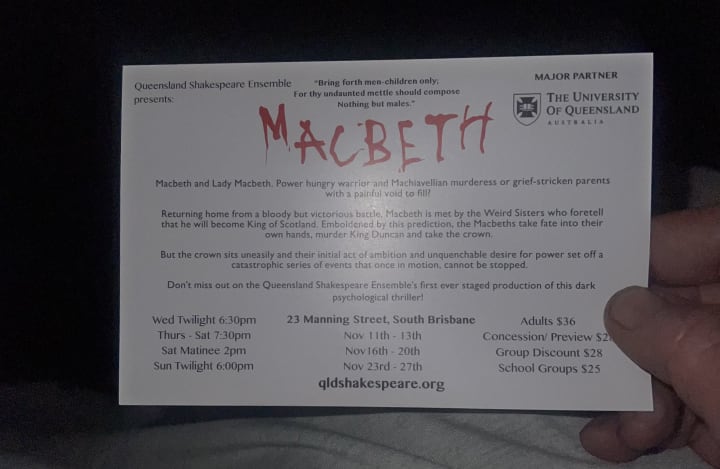 Queensland Shakespeare Ensemble
presents:
"Bring forth men-children only;
For thy undaunted mettle should compose
Nothing but males."
MAJOR PARTNER
THE UNIVERSITY
OF QUEENSLAND
AUSTRALIA
MACBETH
Macbeth and Lady Macbeth. Power hungry warrior and Machiavellian murderess or grief-stricken parents
with a painful void to fill?
Returning home from a bloody but victorious battle, Macbeth is met by the Weird Sisters who foretell
that he will become King of Scotland. Emboldened by this prediction, the Macbeths take fate into their
own hands, murder King Duncan and take the crown.
But the crown sits uneasily and their initial act of ambition and unquenchable desire for power set off a
catastrophic series of events that once in motion, cannot be stopped.
Don't miss out on the Queensland Shakespeare Ensemble's first ever staged production of this dark
psychological thriller!
Wed Twilight 6:30pm
Thurs - Sat 7:30pm
Sat Matinee 2pm
Sun Twilight 6:00pm
23 Manning Street, South Brisbane
Nov 11th - 13th
Nov16th - 20th
Nov 23rd - 27th
qldshakespeare.org
Adults $36
Concession/ Preview
Group Discount $28
School Groups $25